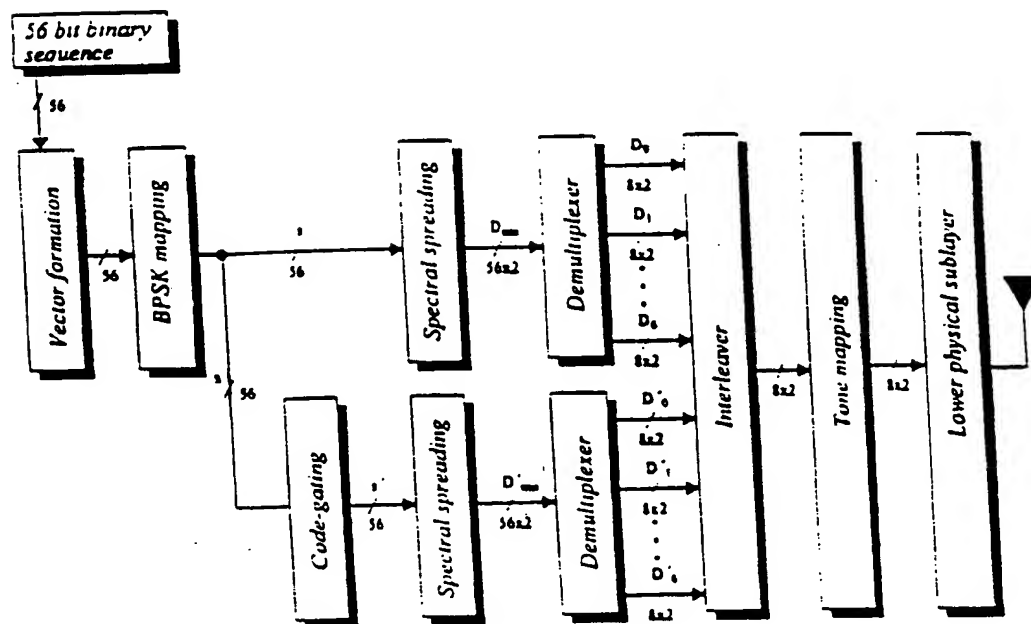 56 bit binary
sequence
56
Vector formation
56
BPSK mapping
s
56
Spectral spreading
56x2
Demultiplexer
D₀
8x2
D₁
8x2
D₆
8x2
s
56
Code-gating
s'
56
Spectral spreading
56x2
Demultiplexer
D'₀
8x2
D'₁
8x2
D'₆
8x2
Interleaver
8x2
Tone mapping
8x2
Lower physical sublayer